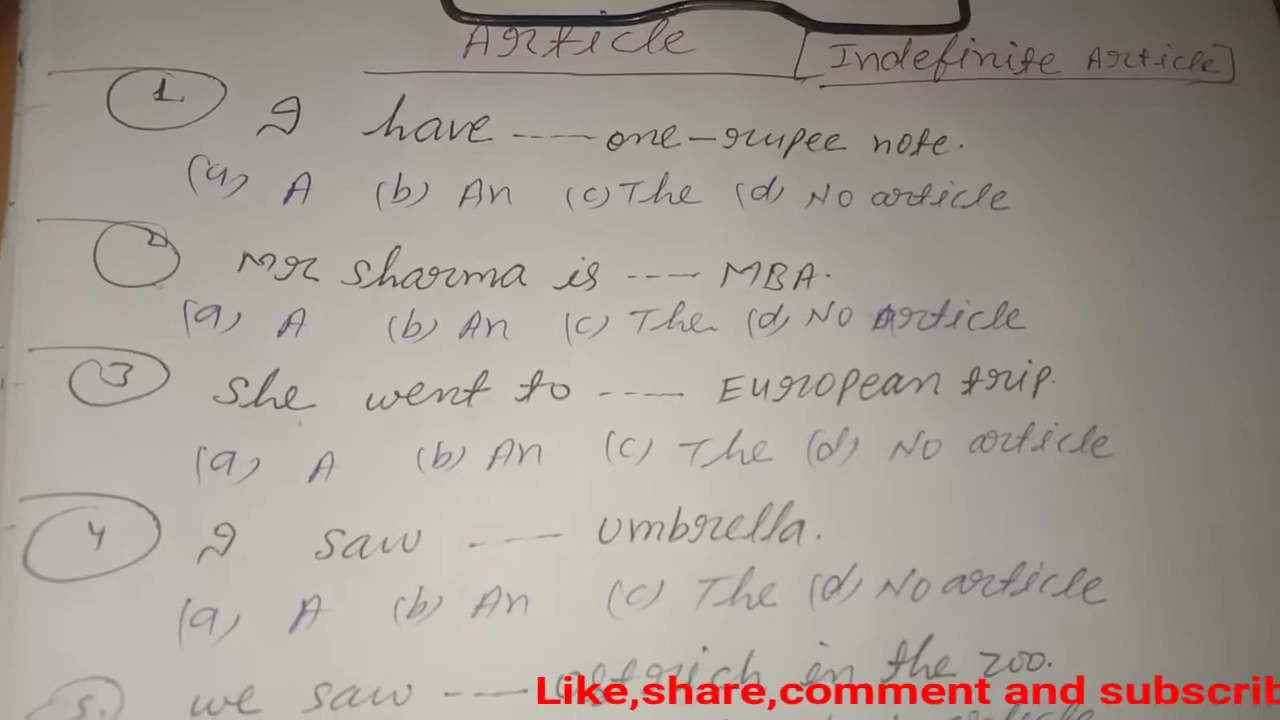 Article [Indefinite Article]
1. I have ---- one-rupee note.
(a) A (b) An (c) The (d) No article
2 Mr Sharma is ---- MBA.
(a) A (b) An (c) The (d) No Article
3 She went to ---- European trip.
(a) A (b) An (c) The (d) No article
4 I saw ---- umbrella.
(a) A (b) An (c) The (d) No article
5. We saw ---- ostrich in the zoo.
Like,share,comment and subscrib